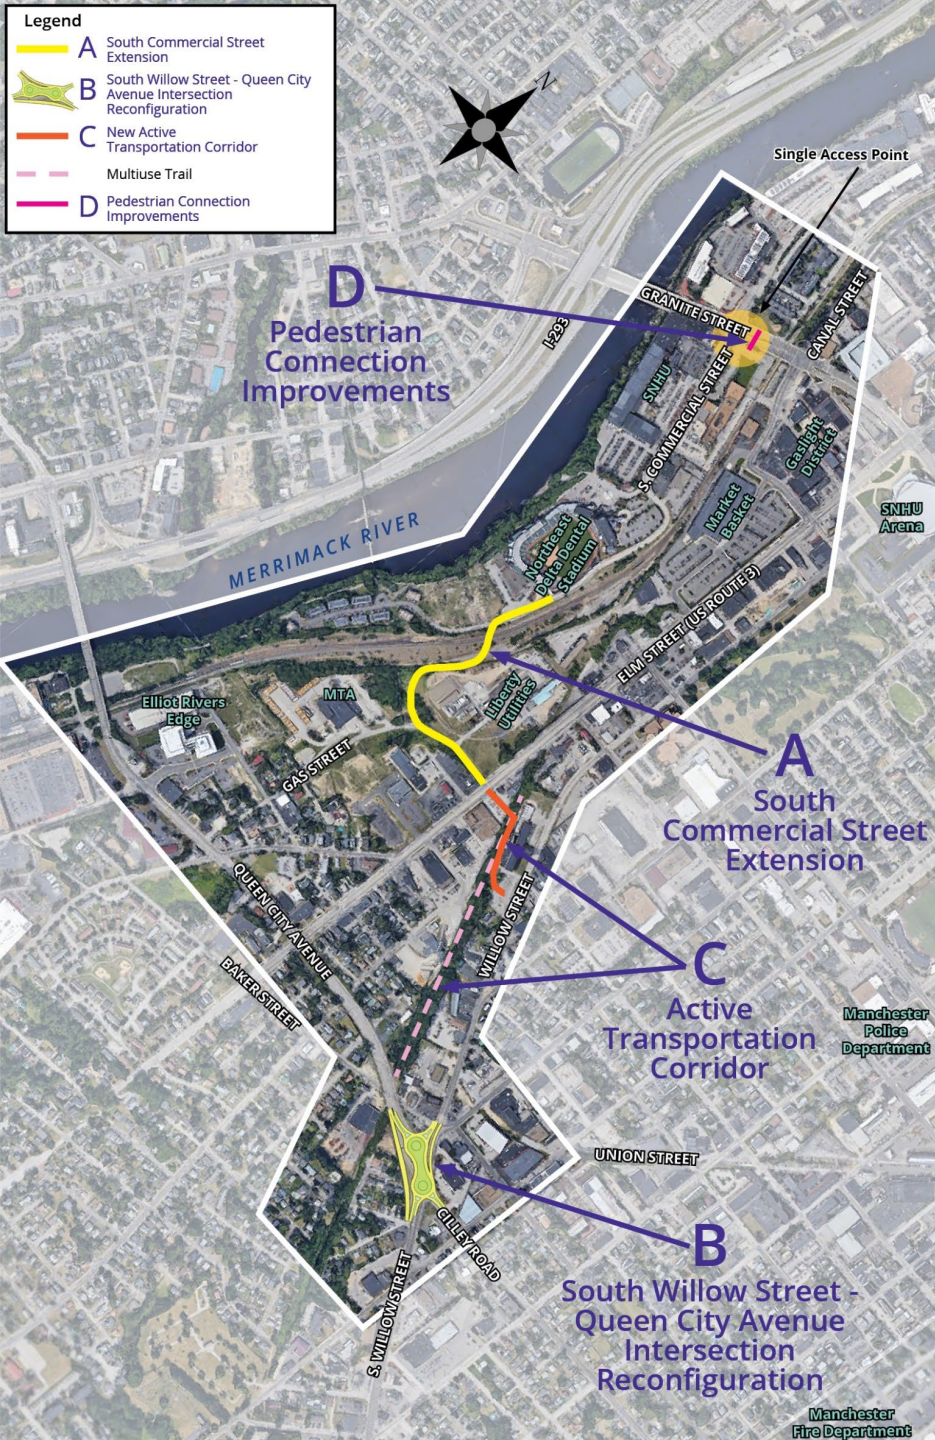 Legend
A South Commercial Street
Extension
B South Willow Street - Queen City
Avenue Intersection
Reconfiguration
C New Active
Transportation Corridor
Multiuse Trail
D Pedestrian Connection
Improvements
N
Single Access Point
D
Pedestrian
Connection
Improvements
I-293
GRANITE STREET
CANAL STREET
SNHU
S. COMMERCIAL STREET
Gaslight
District
Market
Basket
SNHU
Arena
MERRIMACK RIVER
Northeast
Delta Dental
Stadium
ELM STREET (US ROUTE 3)
Elliot Rivers
Edge
MTA
Liberty
Utilities
GAS STREET
A
South
Commercial Street
Extension
QUEEN CITY AVENUE
BAKER STREET
WILLOW STREET
C
Active
Transportation
Corridor
Manchester
Police
Department
UNION STREET
CILLEY ROAD
S. WILLOW STREET
B
South Willow Street -
Queen City Avenue
Intersection
Reconfiguration
Manchester
Fire Department